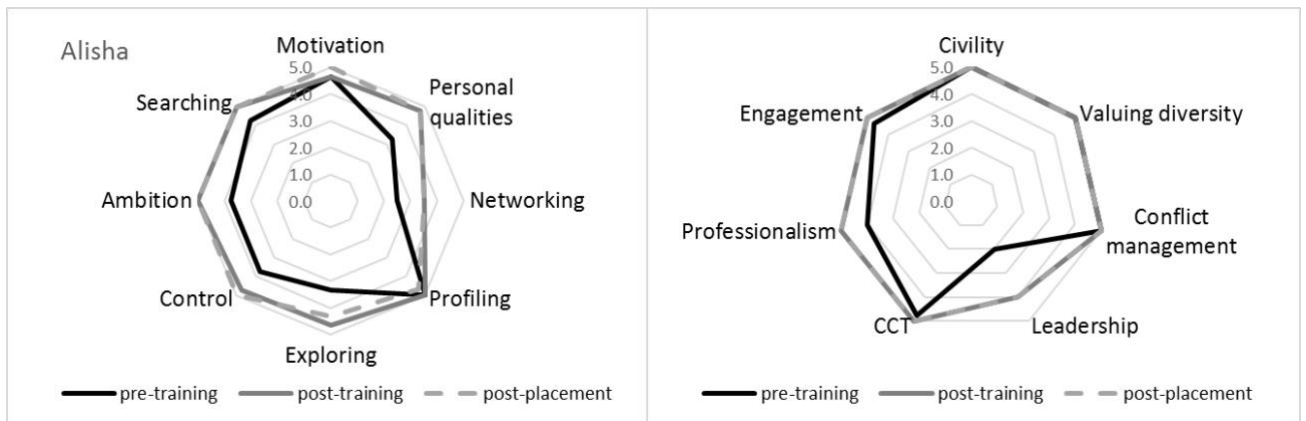 Alisha
Motivation
5.0
4.0
3.0
2.0
1.0
0.0
Personal
qualities
Networking
Profiling
Exploring
Control
Ambition
Searching
pre-training
post-training
post-placement
Civility
5.0
4.0
3.0
2.0
1.0
0.0
Valuing diversity
Conflict
management
Leadership
CCT
Professionalism
Engagement
pre-training
post-training
post-placement